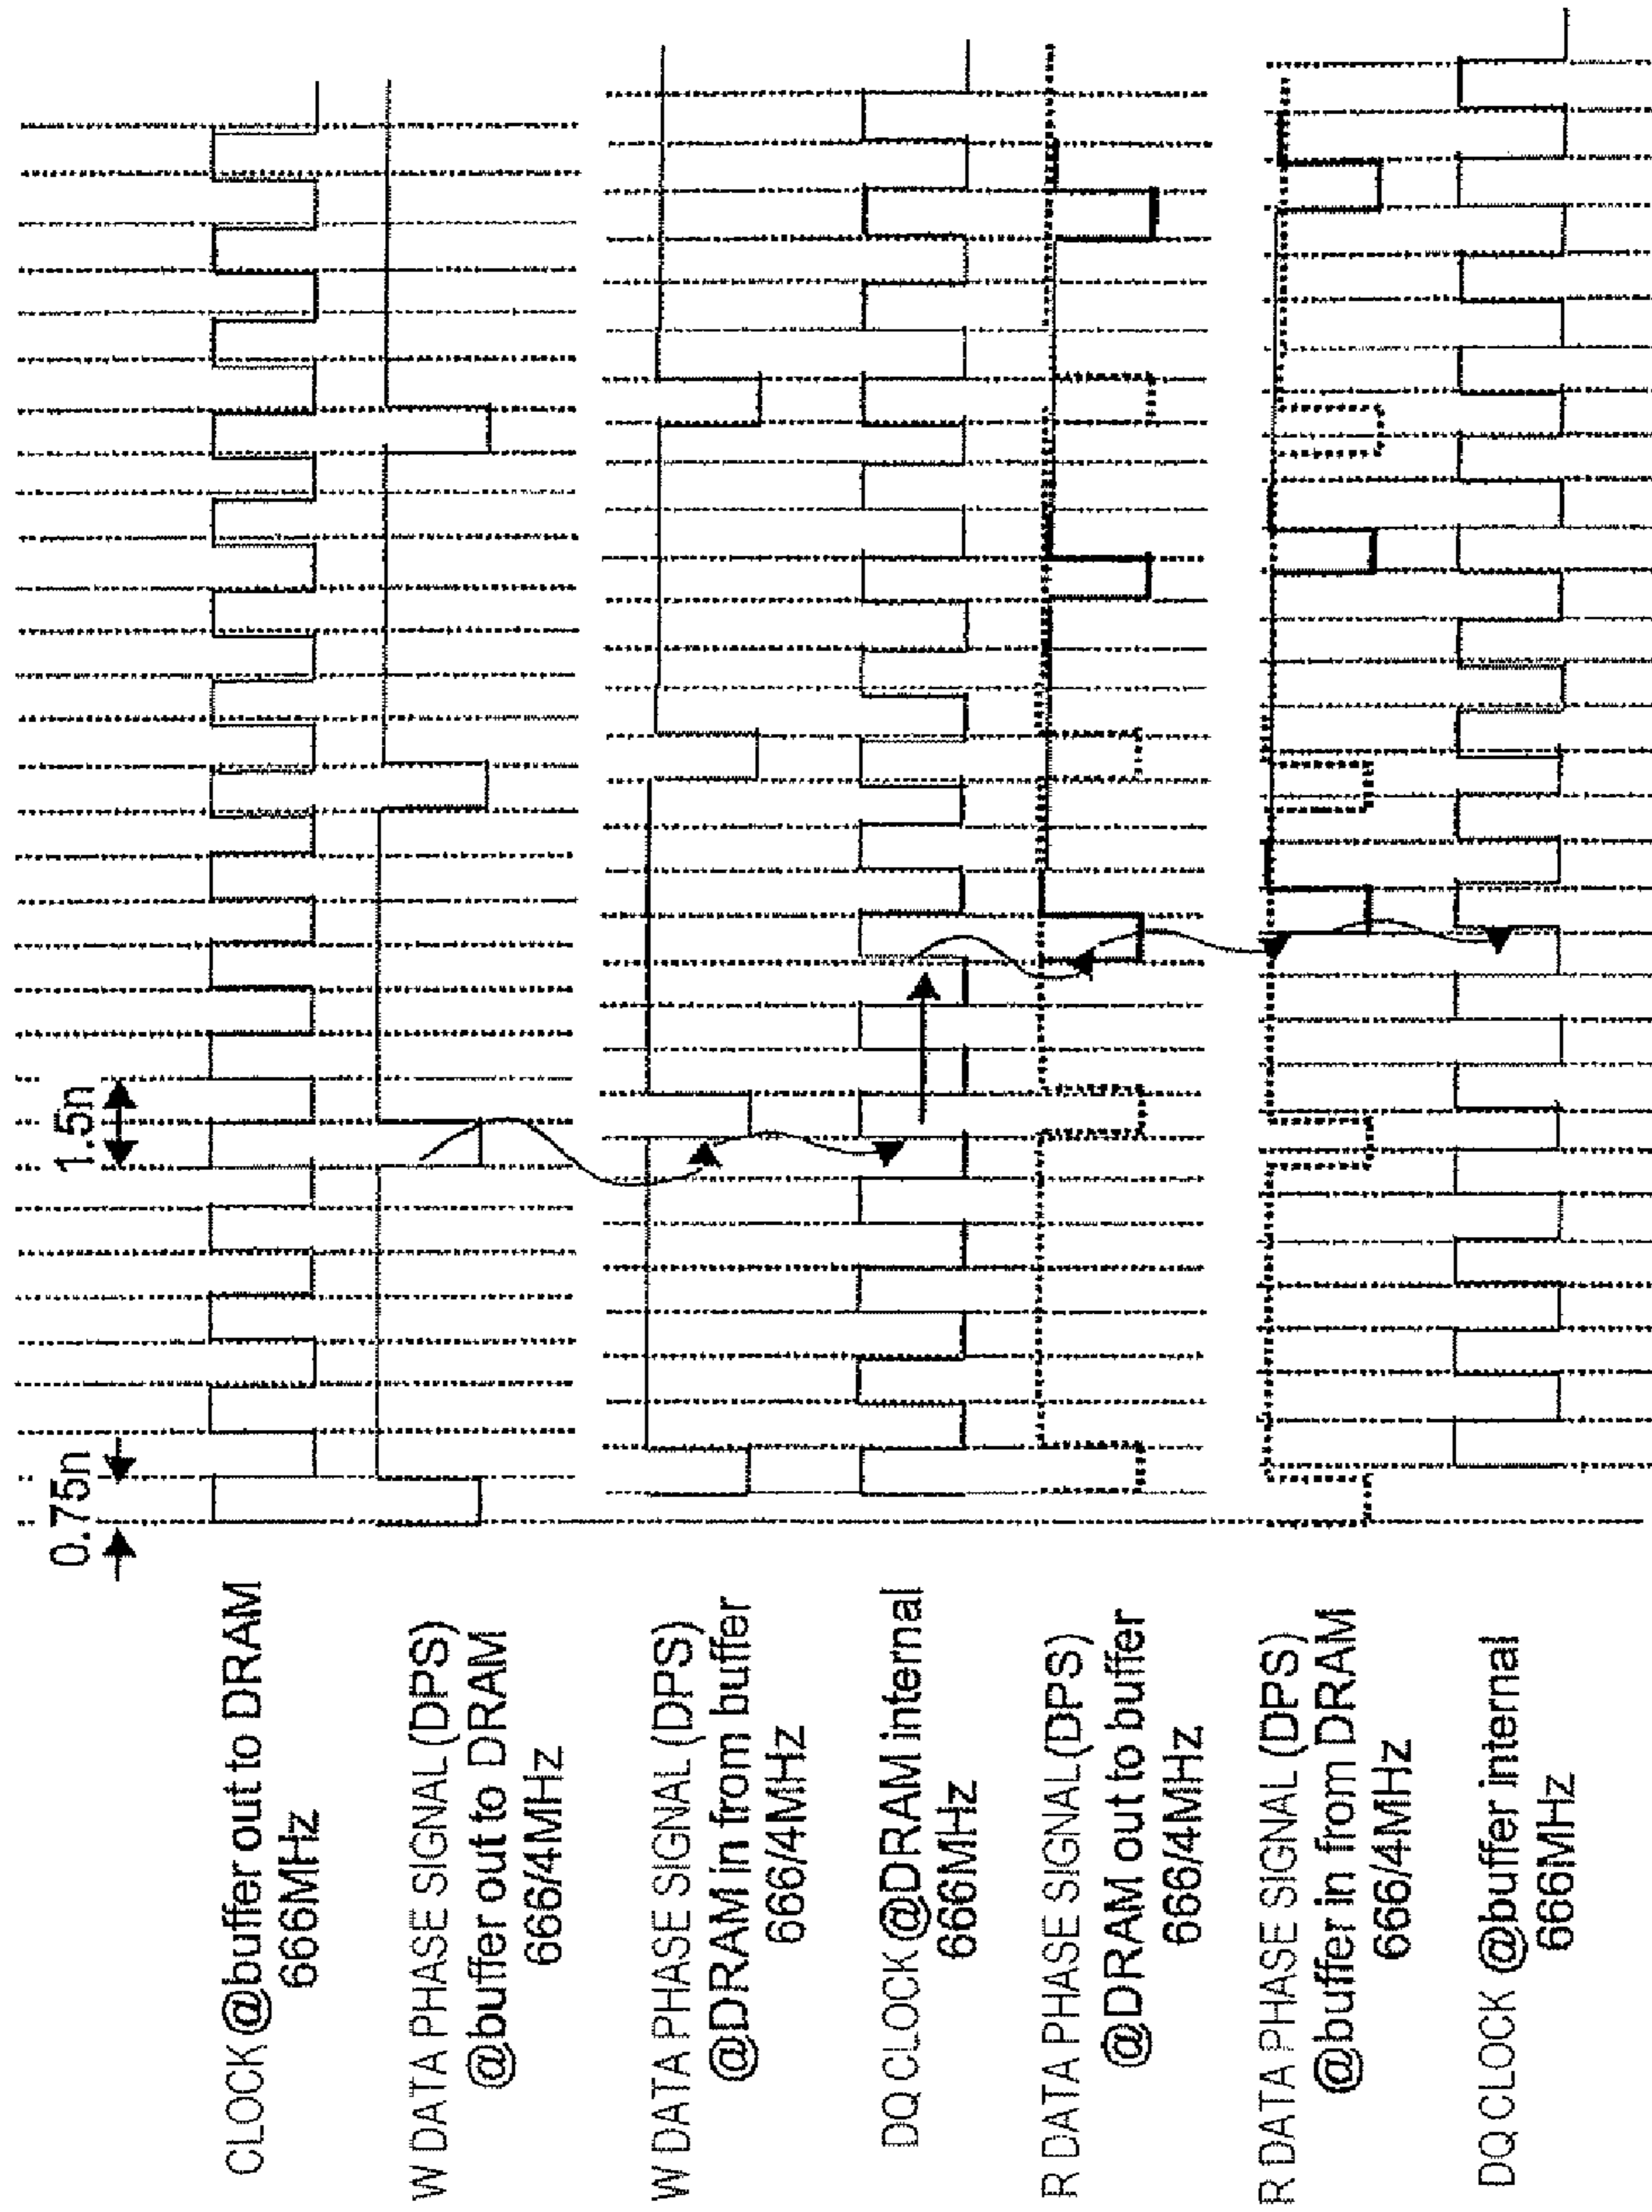 0.75n
1.5n
CLOCK @buffer out to DRAM
666MHz
W DATA PHASE SIGNAL (DPS)
@buffer out to DRAM
666/4MHz
W DATA PHASE SIGNAL (DPS)
@DRAM in from buffer
666/4MHz
DQ CLOCK @DRAM internal
666MHz
R DATA PHASE SIGNAL (DPS)
@DRAM out to buffer
666/4MHz
R DATA PHASE SIGNAL (DPS)
@buffer in from DRAM
666/4MHz
DQ CLOCK @buffer internal
666MHz